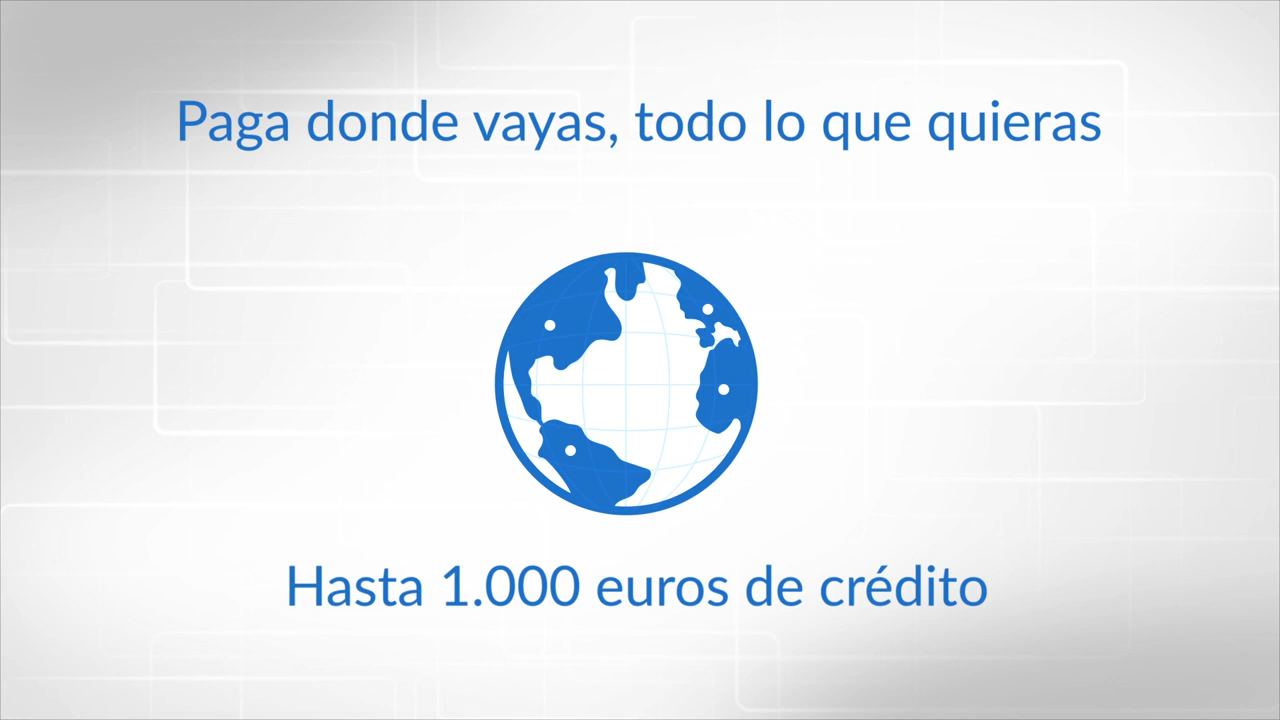 Paga donde vayas, todo lo que quieras
Hasta 1.000 euros de crédito